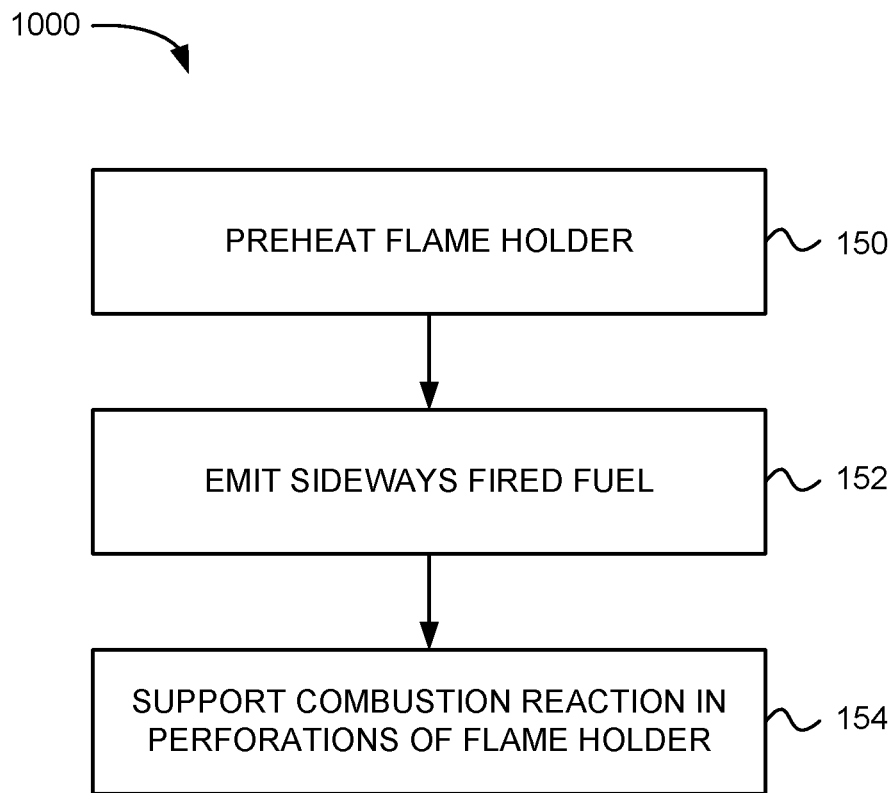 1000
PREHEAT FLAME HOLDER
150
EMIT SIDEWAYS FIRED FUEL
152
SUPPORT COMBUSTION REACTION IN
PERFORATIONS OF FLAME HOLDER
154